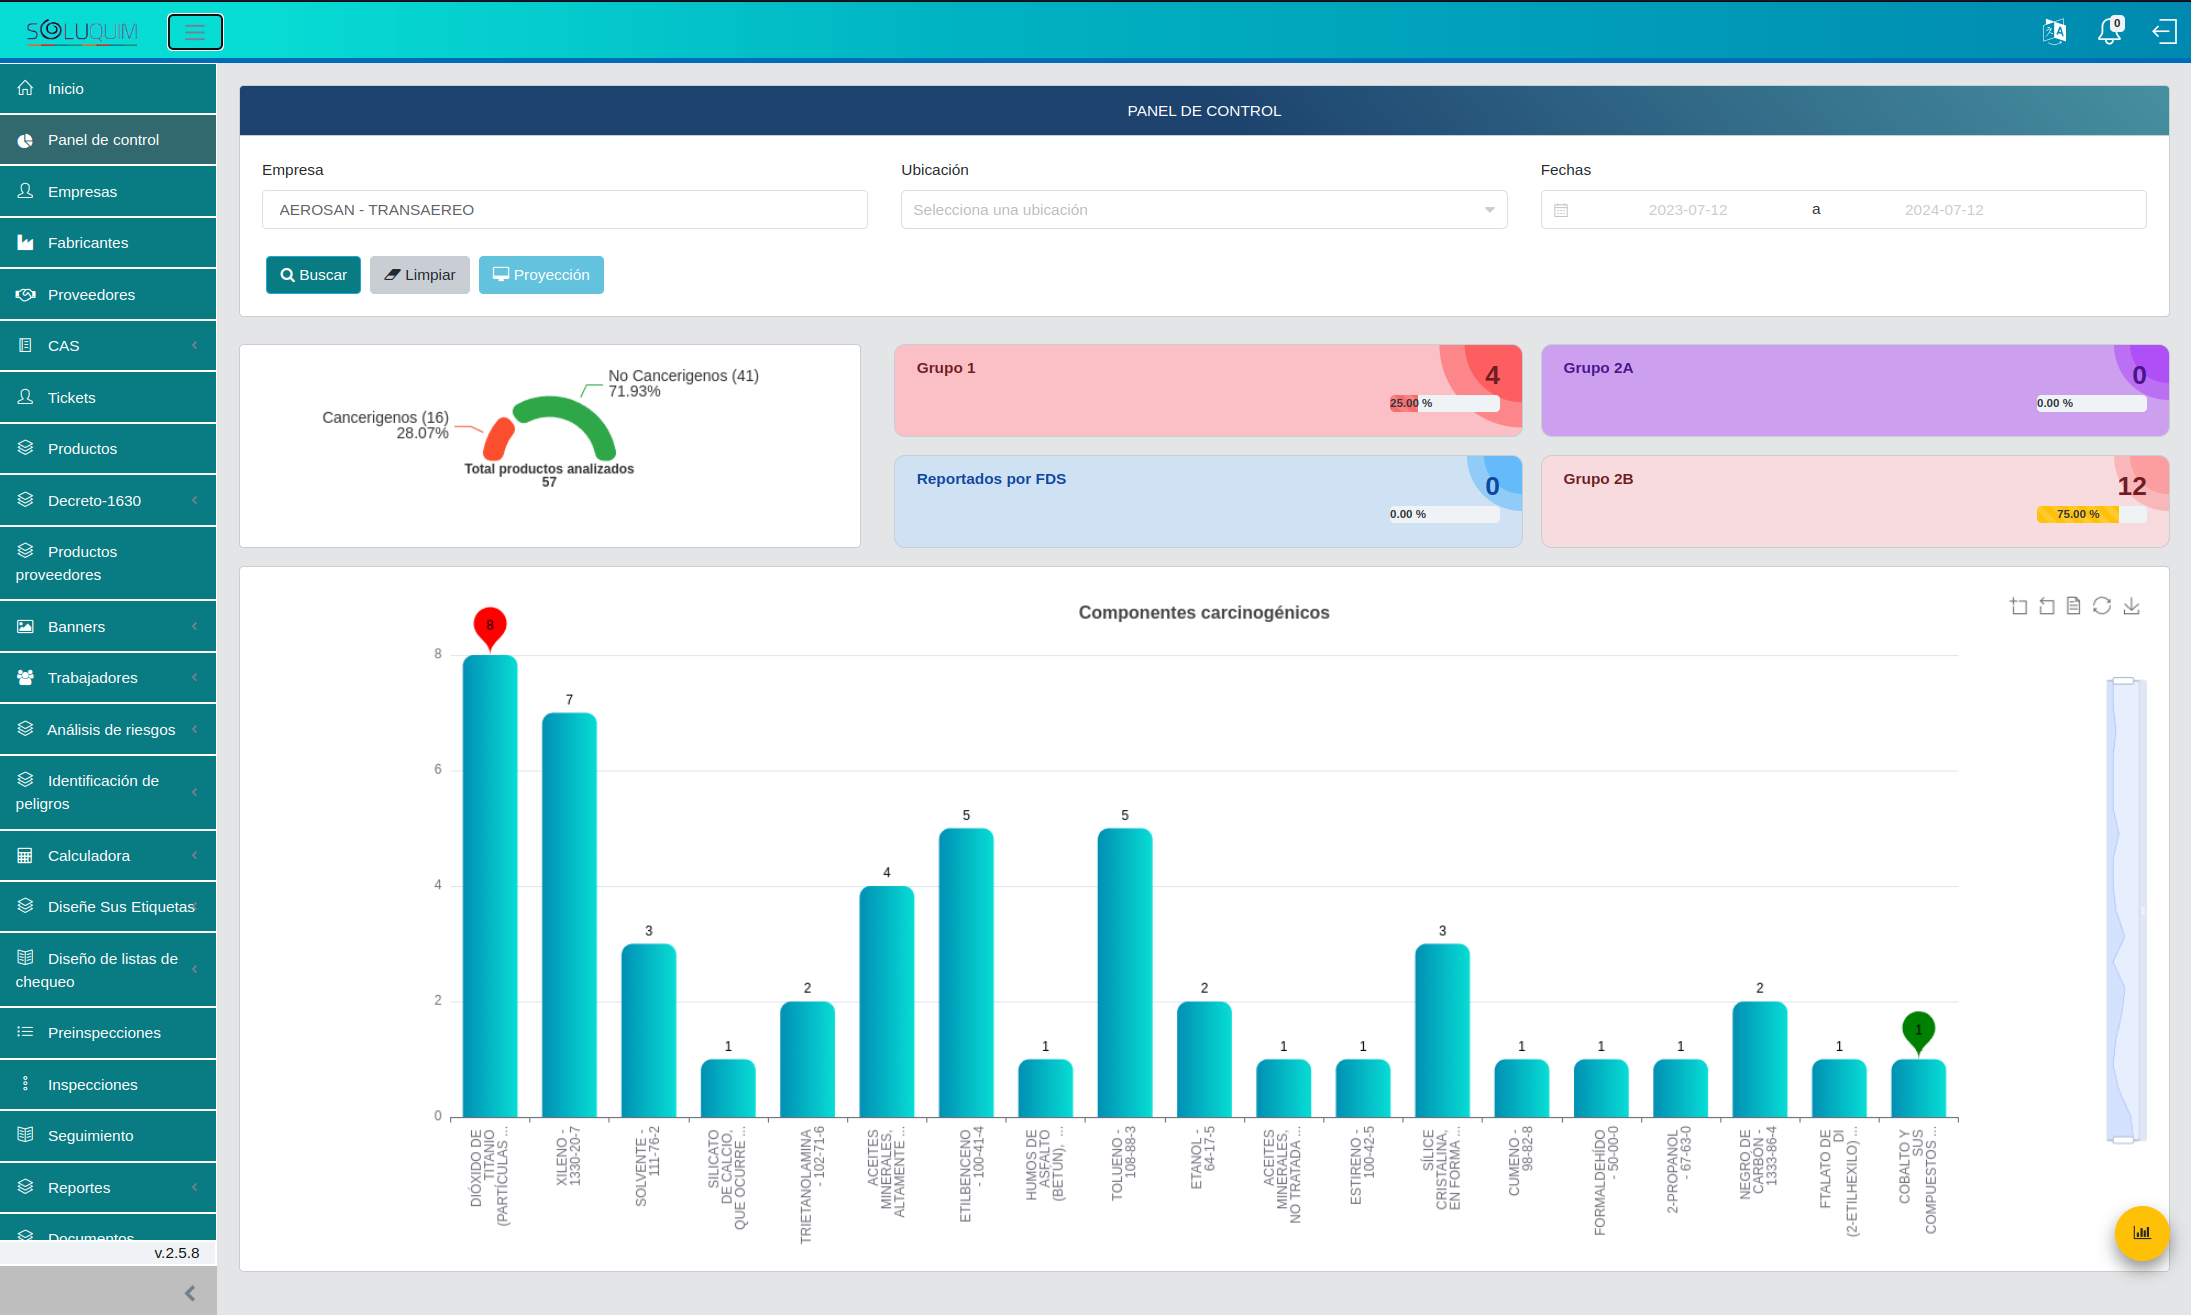 SOLUQUIM
0
Inicio
Panel de control
Empresas
Fabricantes
Proveedores
CAS
Tickets
Productos
Decreto-1630
Productos
proveedores
Banners
Trabajadores
Análisis de riesgos
Identificación de
peligros
Calculadora
Diseñe Sus Etiquetas
Diseño de listas de
chequeo
Preinspecciones
Inspecciones
Seguimiento
Reportes
Documentos
v.2.5.8
PANEL DE CONTROL
Empresa
Ubicación
Fechas
AEROSAN - TRANSAEREO
Selecciona una ubicación
2023-07-12 a 2024-07-12
Buscar
Limpiar
Proyección
No Cancerigenos (41)
71.93%
Cancerigenos (16)
28.07%
Total productos analizados
57
Grupo 1
4
25.00 %
Grupo 2A
0
0.00 %
Reportados por FDS
0
0.00 %
Grupo 2B
12
75.00 %
Componentes carcinogénicos
8
6
4
2
0
8
7
3
1
2
4
5
1
5
2
1
1
3
1
1
1
2
1
1
DIÓXIDO DE
TITANIO
(PARTÍCULAS ...
XILENO -
1330-20-7
SOLVENTE -
111-76-2
SILICATO
DE CALCIO,
QUE OCURRE ...
TRIETANOLAMINA
- 102-71-6
ACEITES
MINERALES,
ALTAMENTE ...
ETILBENCENO
- 100-41-4
HUMOS DE
ASFALTO
(BETÚN), ...
TOLUENO -
108-88-3
ETANOL -
64-17-5
ACEITES
MINERALES,
NO TRATADA ...
ESTIRENO -
100-42-5
SÍLICE
CRISTALINA,
EN FORMA ...
CUMENO -
98-82-8
FORMALDEHÍDO
- 50-00-0
2-PROPANOL
- 67-63-0
NEGRO DE
CARBÓN -
1333-86-4
FTALATO DE
DI
(2-ETILHEXILO) ...
COBALTO Y
SUS
COMPUESTOS ...